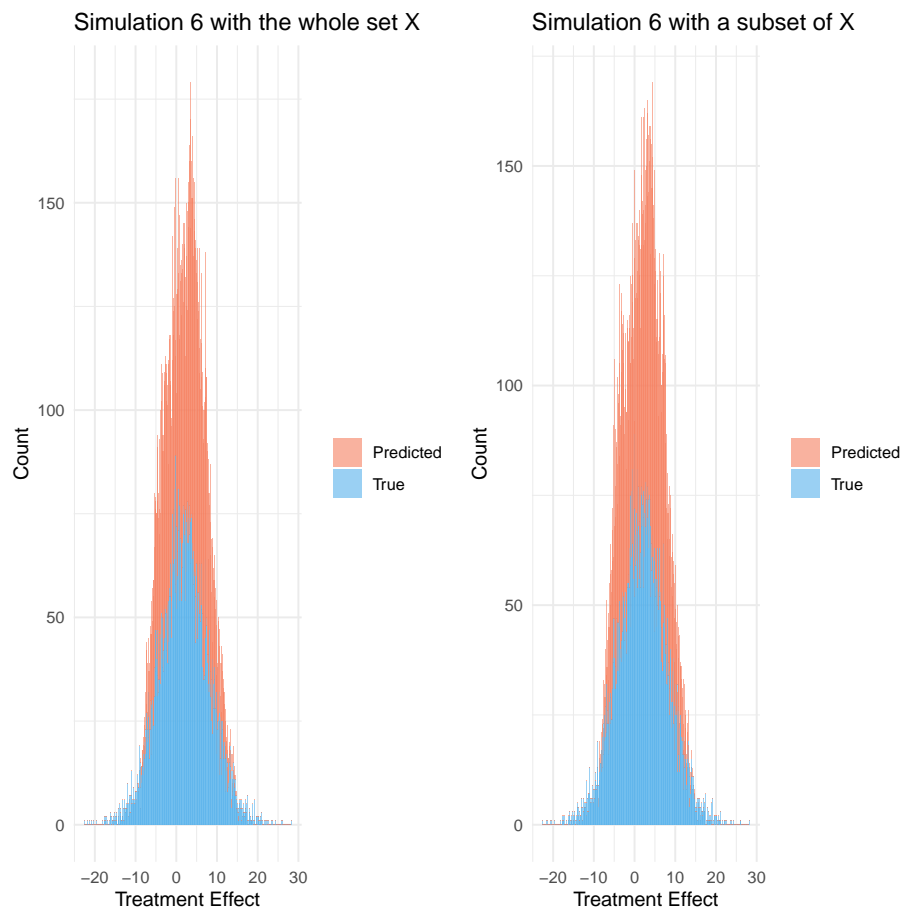 Simulation 6 with the whole set X
Count
150
100
50
0
−20 −10 0 10 20 30
Treatment Effect
Predicted
True
Simulation 6 with a subset of X
Count
150
100
50
0
−20 −10 0 10 20 30
Treatment Effect
Predicted
True